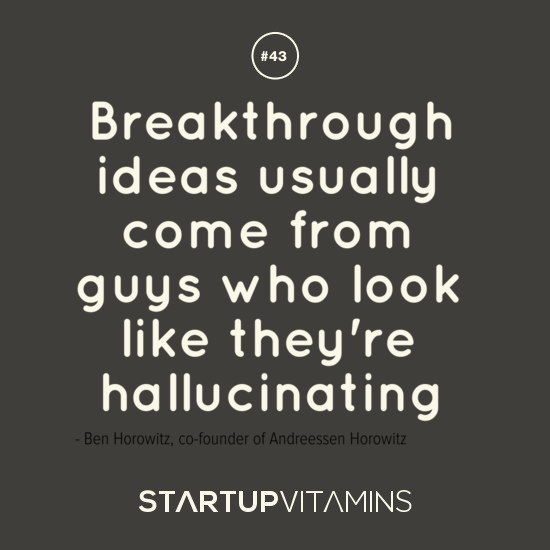 #43
Breakthrough
ideas usually
come from
guys who look
like they're
hallucinating
- Ben Horowitz, co-founder of Andreessen Horowitz
STARTUPVITAMINS